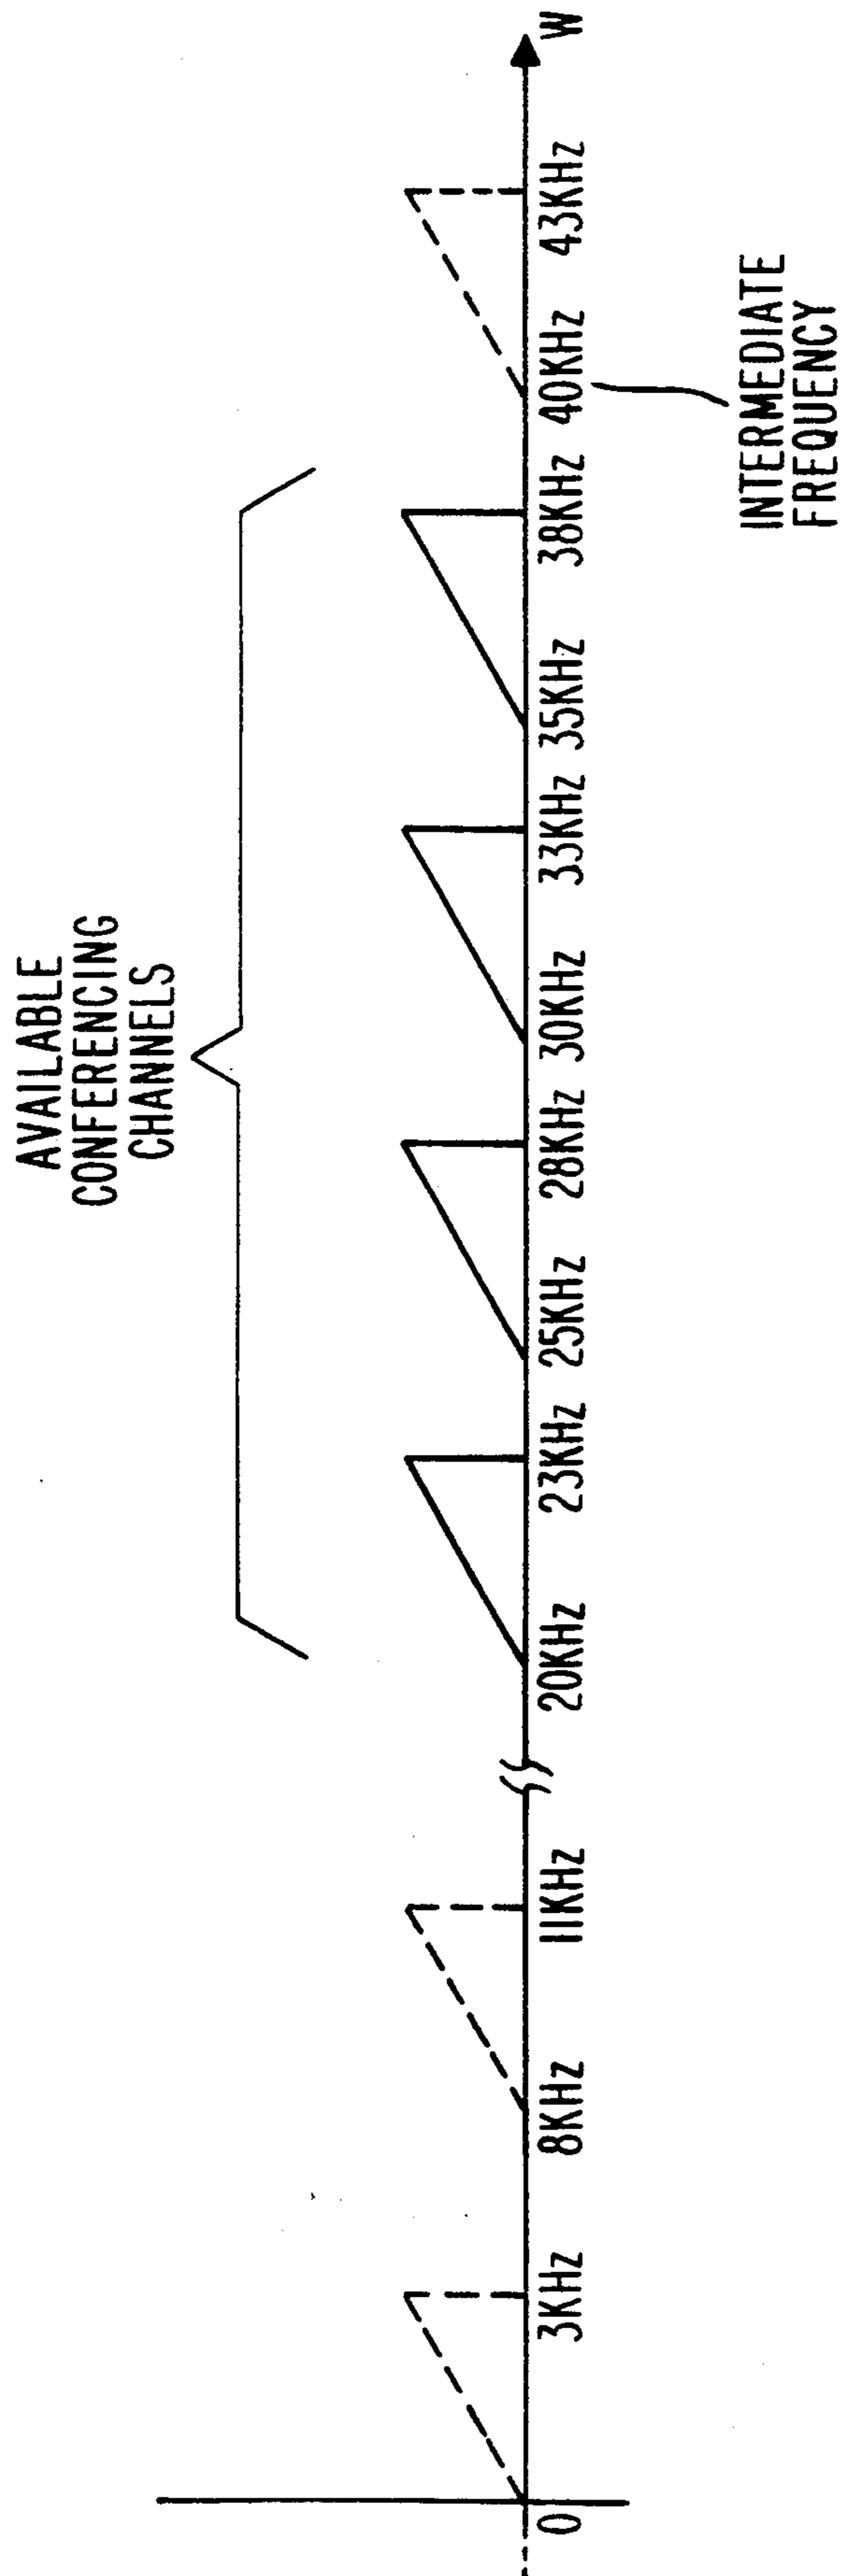 AVAILABLE
CONFERENCING
CHANNELS
0
3KHz
8KHz
11KHz
20KHz
23KHz
25KHz
28KHz
30KHz
33KHz
35KHz
38KHz
40KHz
43KHz
W
INTERMEDIATE
FREQUENCY